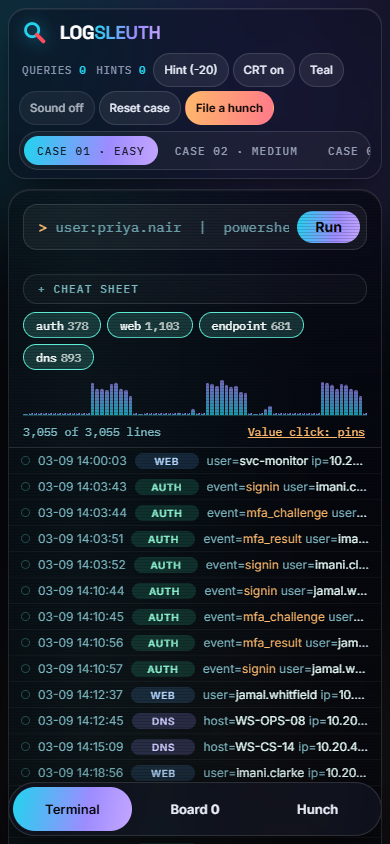 LOGSLEUTH
QUERIES 0 HINTS 0 Hint (-20) CRT on Teal
Sound off Reset case File a hunch
CASE 01 · EASY CASE 02 · MEDIUM CASE 0
> user:priya.nair | powershe Run
+ CHEAT SHEET
auth 378 web 1,103 endpoint 681
dns 893
3,055 of 3,055 lines Value click: pins
03-09 14:00:03 WEB user=svc-monitor ip=10.2...
03-09 14:03:43 AUTH event=signin user=imani.c...
03-09 14:03:44 AUTH event=mfa_challenge user...
03-09 14:03:51 AUTH event=mfa_result user=ima...
03-09 14:03:52 AUTH event=signin user=imani.cl...
03-09 14:10:44 AUTH event=signin user=jamal.w...
03-09 14:10:45 AUTH event=mfa_challenge user...
03-09 14:10:56 AUTH event=mfa_result user=jam...
03-09 14:10:57 AUTH event=signin user=jamal.w...
03-09 14:12:37 WEB user=jamal.whitfield ip=10....
03-09 14:12:45 DNS host=WS-OPS-08 ip=10.20...
03-09 14:15:09 DNS host=WS-CS-14 ip=10.20.4...
03-09 14:18:56 WEB user=imani.clarke ip=10.20...
Terminal Board 0 Hunch